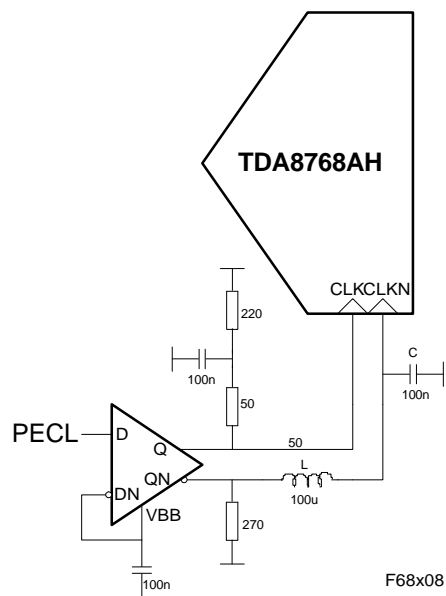 TDA8768AH
CLK CLKN
220
C
100n
100n
50
PECL
D
Q
50
L
QN
DN
100u
VBB
270
100n
F68x08